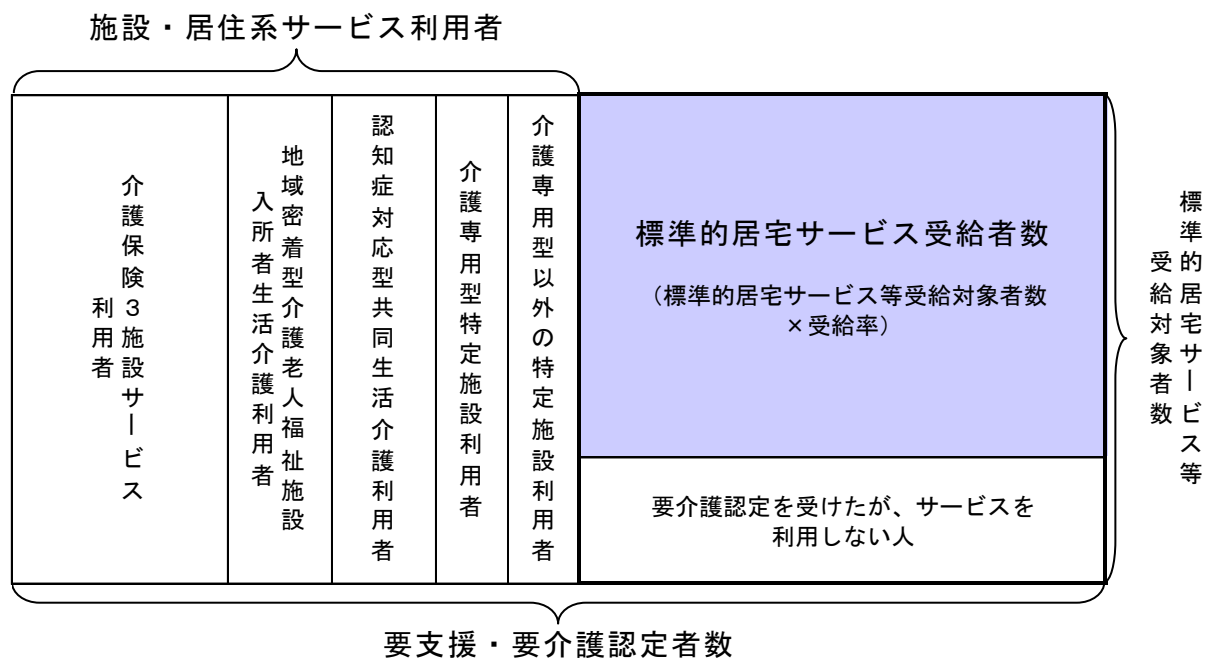 施設・居住系サービス利用者
介護保険３施設サービス
利用者
地域密着型介護老人福祉施設
入所者生活介護利用者
認知症対応型共同生活介護利用者
介護専用型特定施設利用者
介護専用型以外の特定施設利用者
標準的居宅サービス受給者数
（標準的居宅サービス等受給対象者数
×受給率）
要介護認定を受けたが、サービスを
利用しない人
標準的居宅サービス等
受給対象者数
要支援・要介護認定者数